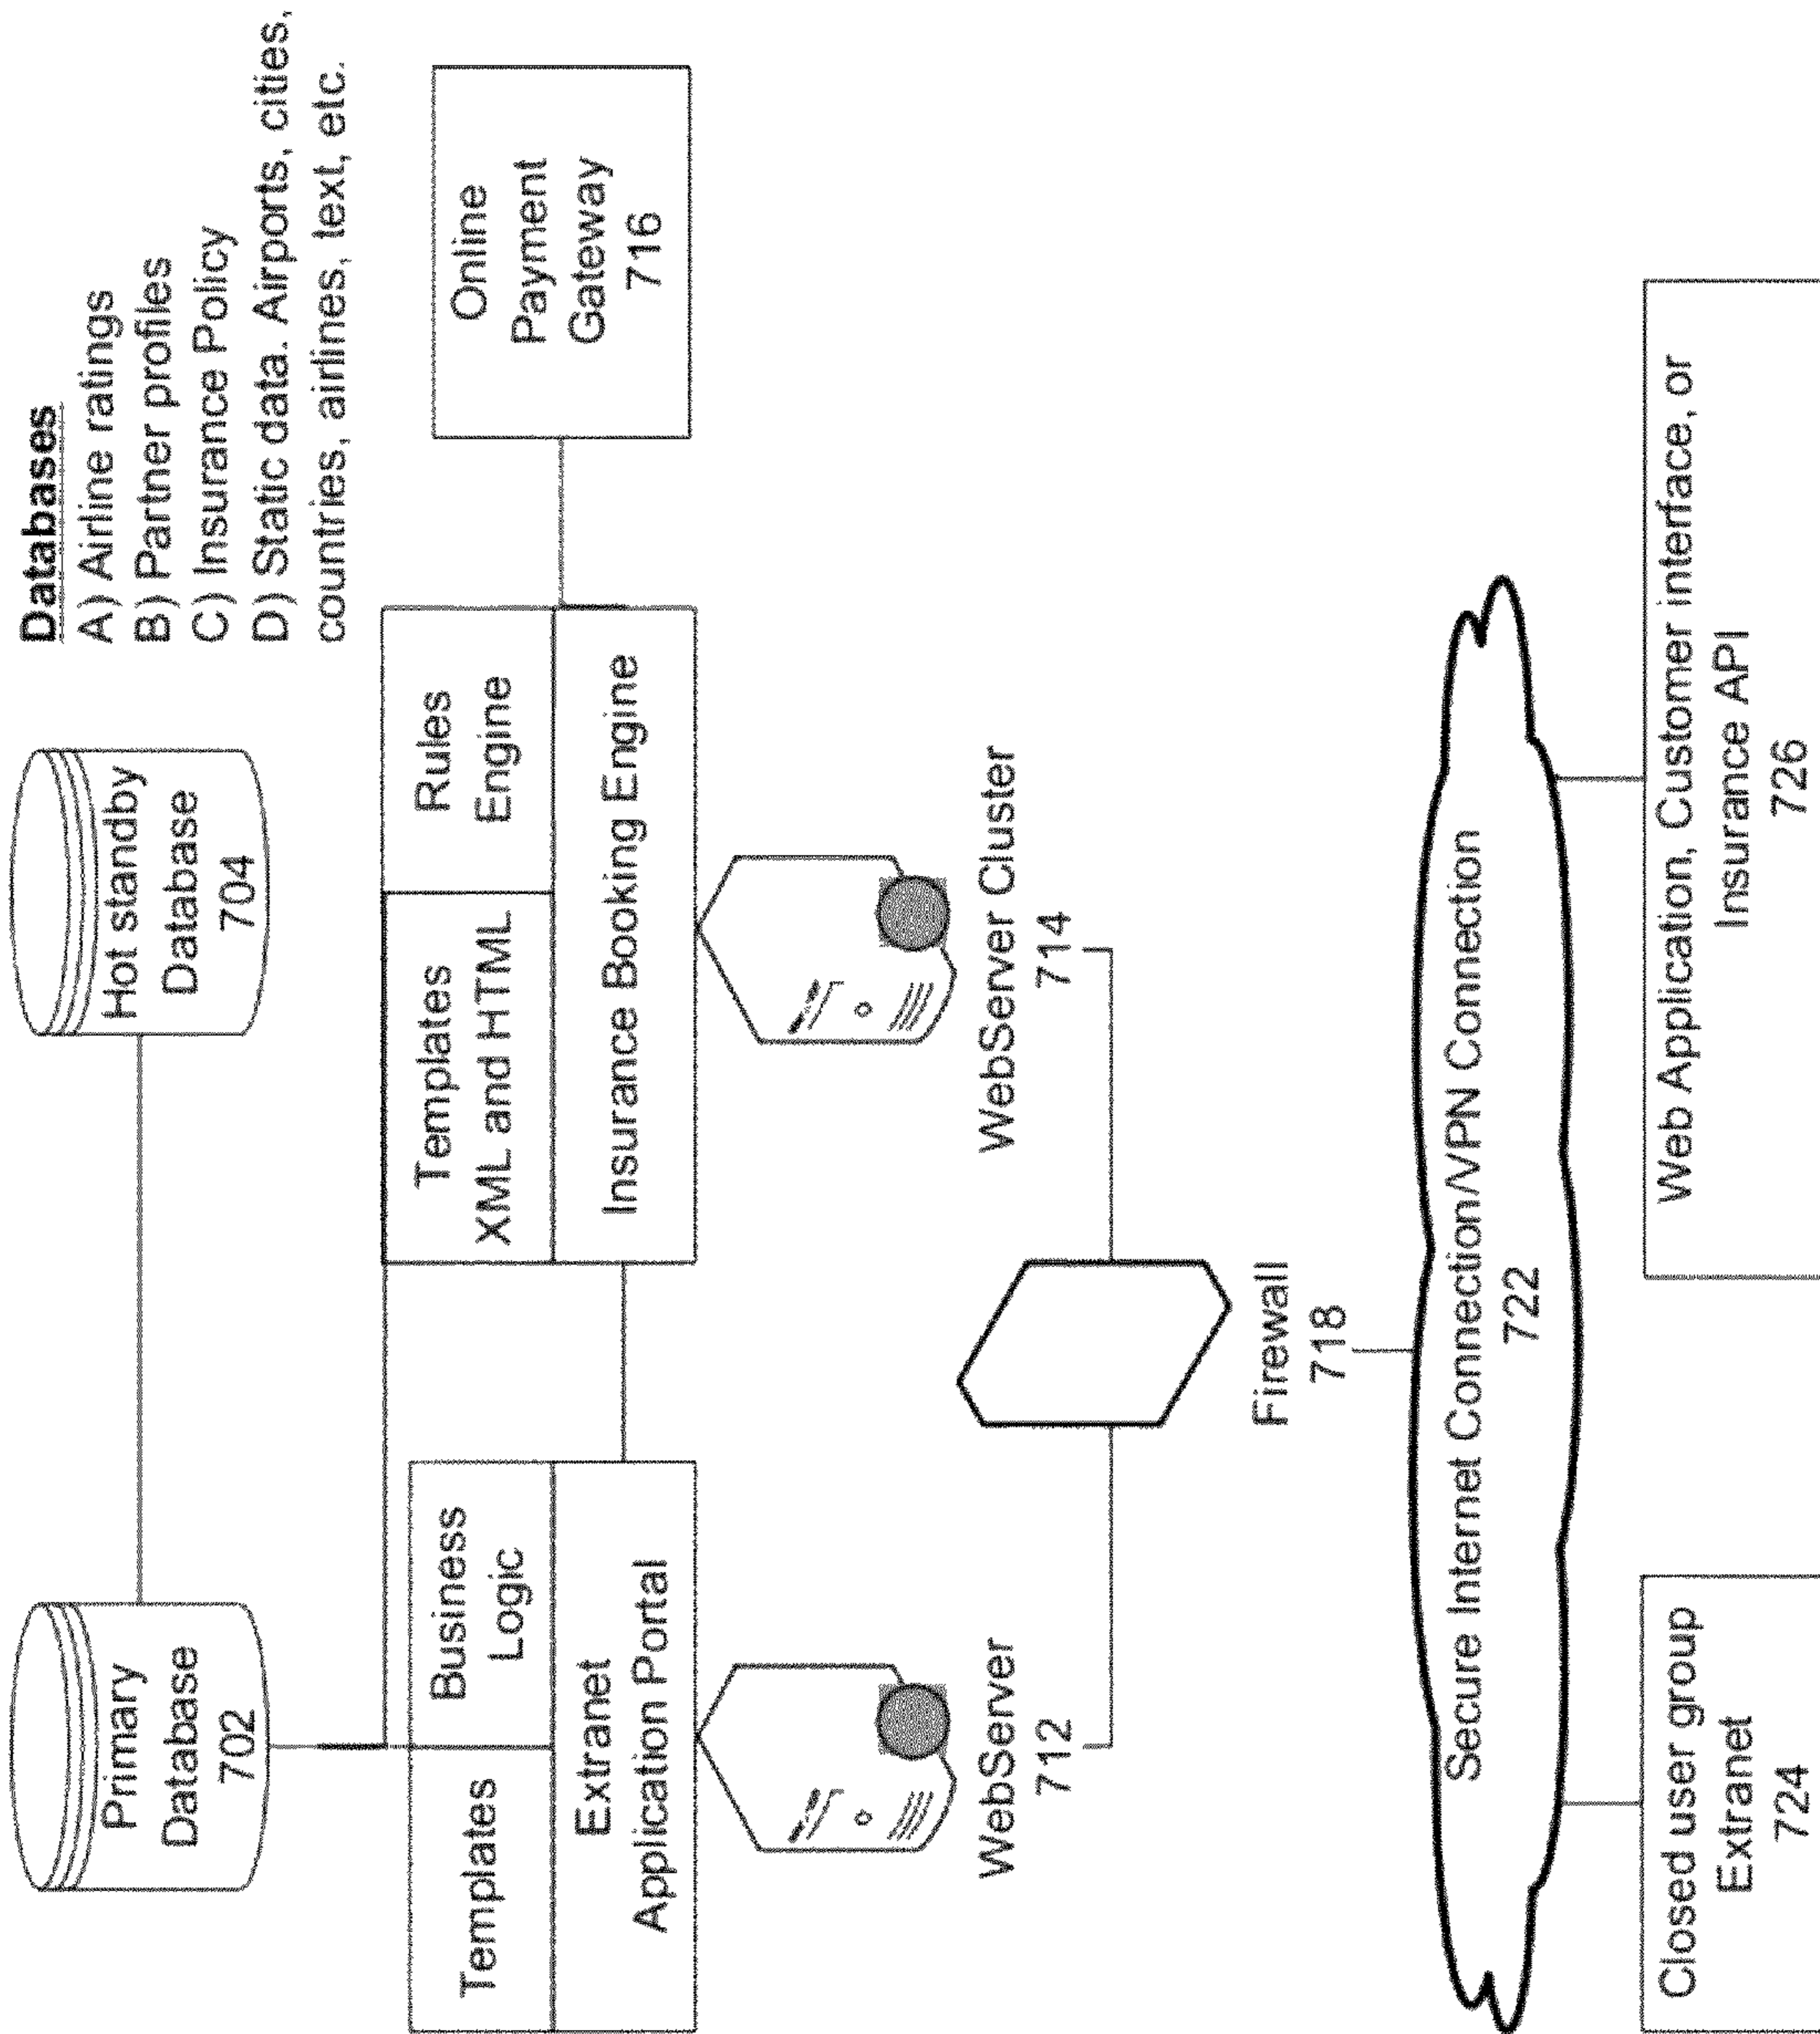 Primary
Database
702
Hot standby
Database
704
Databases
A) Airline ratings
B) Partner profiles
C) Insurance Policy
D) Static data. Airports, cities,
countries, airlines, text, etc.
Templates
Business
Logic
Extranet
Application Portal
Templates
XML and HTML
Rules
Engine
Insurance Booking Engine
Online
Payment
Gateway
716
WebServer
712
WebServer Cluster
714
Firewall
718
Secure Internet Connection/VPN Connection
722
Closed user group
Extranet
724
Web Application, Customer interface, or
Insurance API
726